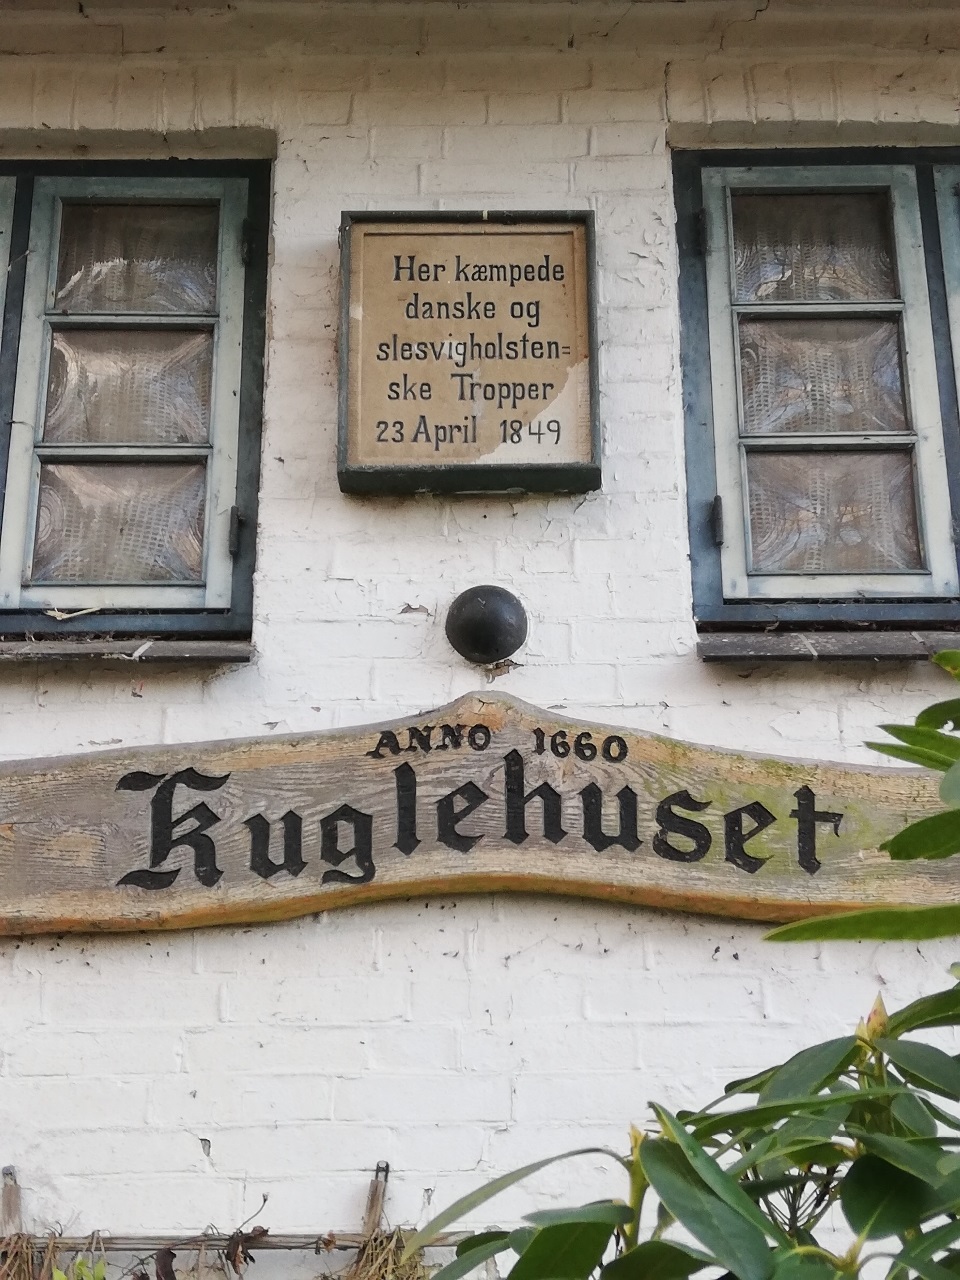 Her kæmpede
danske og
slesvigholsten=
ske Tropper
23 April 1849
ANNO 1660
Kuglehuset